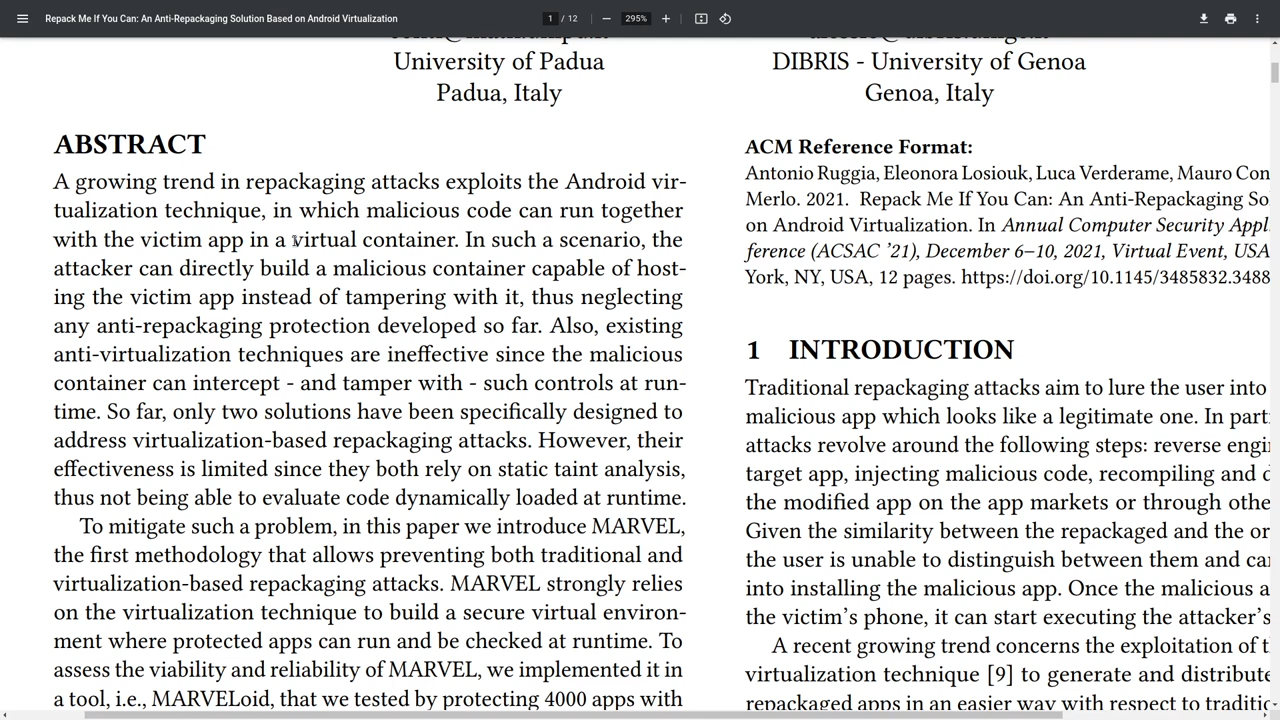 Repack Me If You Can: An Anti-Repackaging Solution Based on Android Virtualization
1 / 12
295%
University of Padua
Padua, Italy
DIBRIS - University of Genoa
Genoa, Italy
ABSTRACT
A growing trend in repackaging attacks exploits the Android vir-
tualization technique, in which malicious code can run together
with the victim app in a virtual container. In such a scenario, the
attacker can directly build a malicious container capable of host-
ing the victim app instead of tampering with it, thus neglecting
any anti-repackaging protection developed so far. Also, existing
anti-virtualization techniques are ineffective since the malicious
container can intercept - and tamper with - such controls at run-
time. So far, only two solutions have been specifically designed to
address virtualization-based repackaging attacks. However, their
effectiveness is limited since they both rely on static taint analysis,
thus not being able to evaluate code dynamically loaded at runtime.
To mitigate such a problem, in this paper we introduce MARVEL,
the first methodology that allows preventing both traditional and
virtualization-based repackaging attacks. MARVEL strongly relies
on the virtualization technique to build a secure virtual environ-
ment where protected apps can run and be checked at runtime. To
assess the viability and reliability of MARVEL, we implemented it in
a tool, i.e., MARVELoid, that we tested by protecting 4000 apps with
ACM Reference Format:
Antonio Ruggia, Eleonora Losiouk, Luca Verderame, Mauro Con
Merlo. 2021. Repack Me If You Can: An Anti-Repackaging So
on Android Virtualization. In Annual Computer Security Appl
ference (ACSAC ’21), December 6–10, 2021, Virtual Event, USA
York, NY, USA, 12 pages. https://doi.org/10.1145/3485832.3488
1 INTRODUCTION
Traditional repackaging attacks aim to lure the user into
malicious app which looks like a legitimate one. In parti
attacks revolve around the following steps: reverse engi
target app, injecting malicious code, recompiling and d
the modified app on the app markets or through othe
Given the similarity between the repackaged and the or
the user is unable to distinguish between them and can
into installing the malicious app. Once the malicious a
the victim’s phone, it can start executing the attacker’s
A recent growing trend concerns the exploitation of t
virtualization technique [9] to generate and distribute
repackaged apps in an easier way with respect to traditio